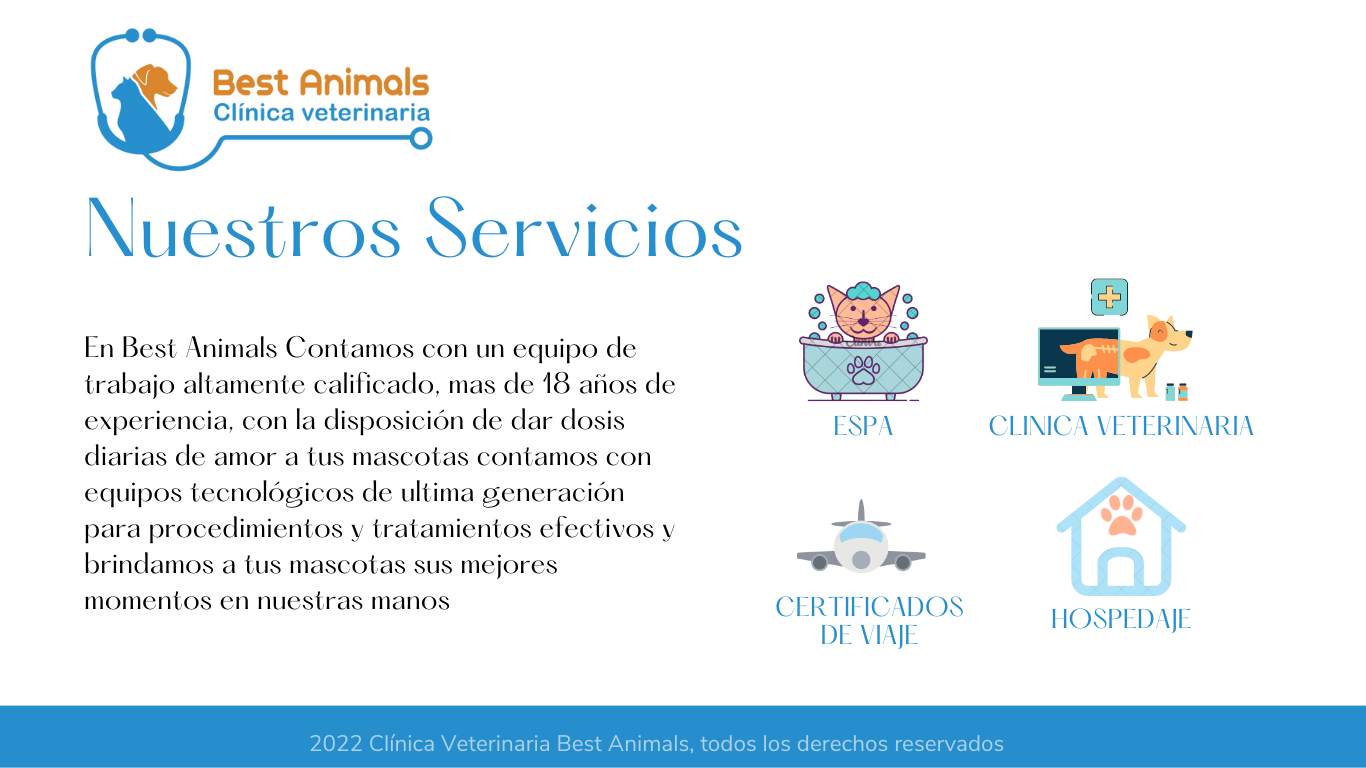 Best Animals
Clínica veterinaria
Nuestros Servicios
En Best Animals Contamos con un equipo de
trabajo altamente calificado, mas de 18 años de
experiencia, con la disposición de dar dosis
diarias de amor a tus mascotas contamos con
equipos tecnológicos de ultima generación
para procedimientos y tratamientos efectivos y
brindamos a tus mascotas sus mejores
momentos en nuestras manos
Canva
ESPA
CLINICA VETERINARIA
CERTIFICADOS
DE VIAJE
HOSPEDAJE
2022 Clínica Veterinaria Best Animals, todos los derechos reservados